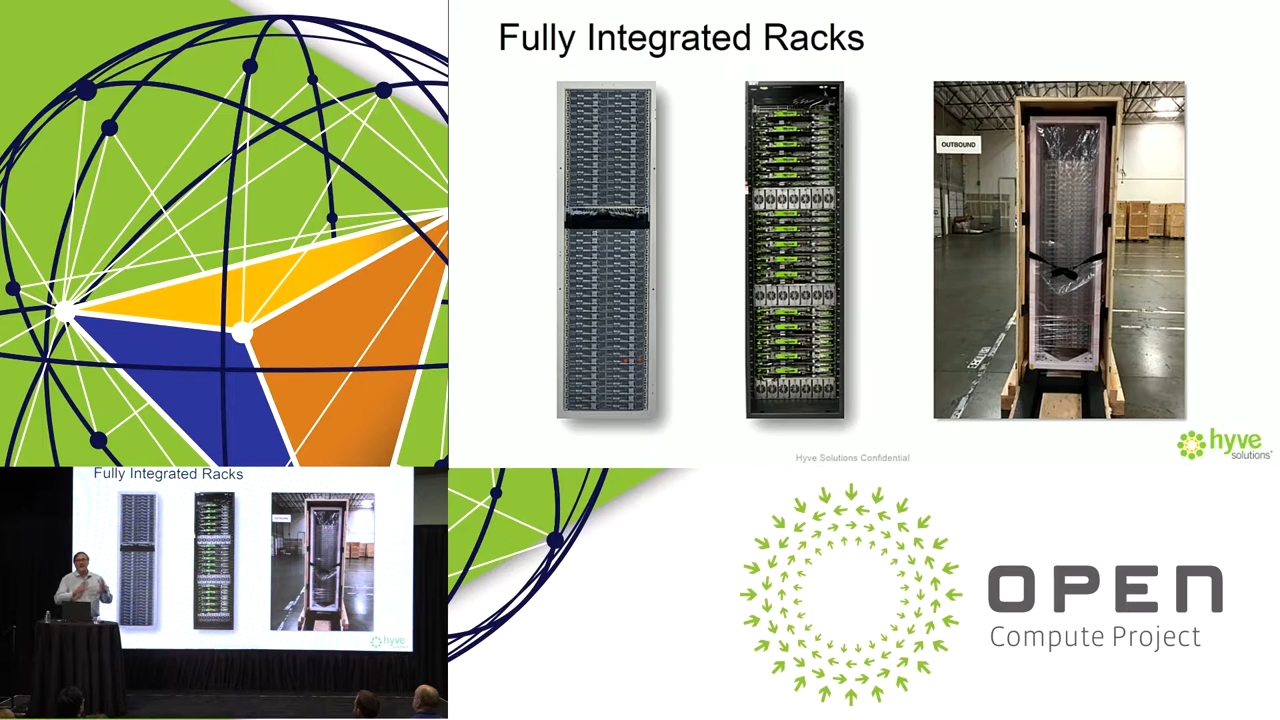 Fully Integrated Racks
OUTBOUND
Hyve Solutions Confidential
hyve
solutions
Fully Integrated Racks
hyve
OPEN
Compute Project